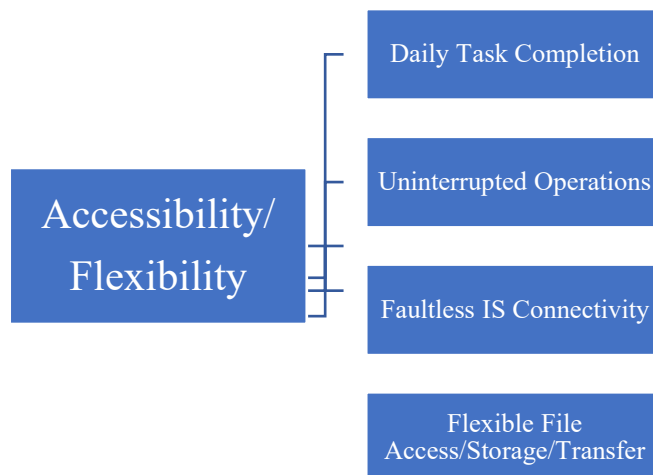 Accessibility/
Flexibility
Daily Task Completion
Uninterrupted Operations
Faultless IS Connectivity
Flexible File
Access/Storage/Transfer